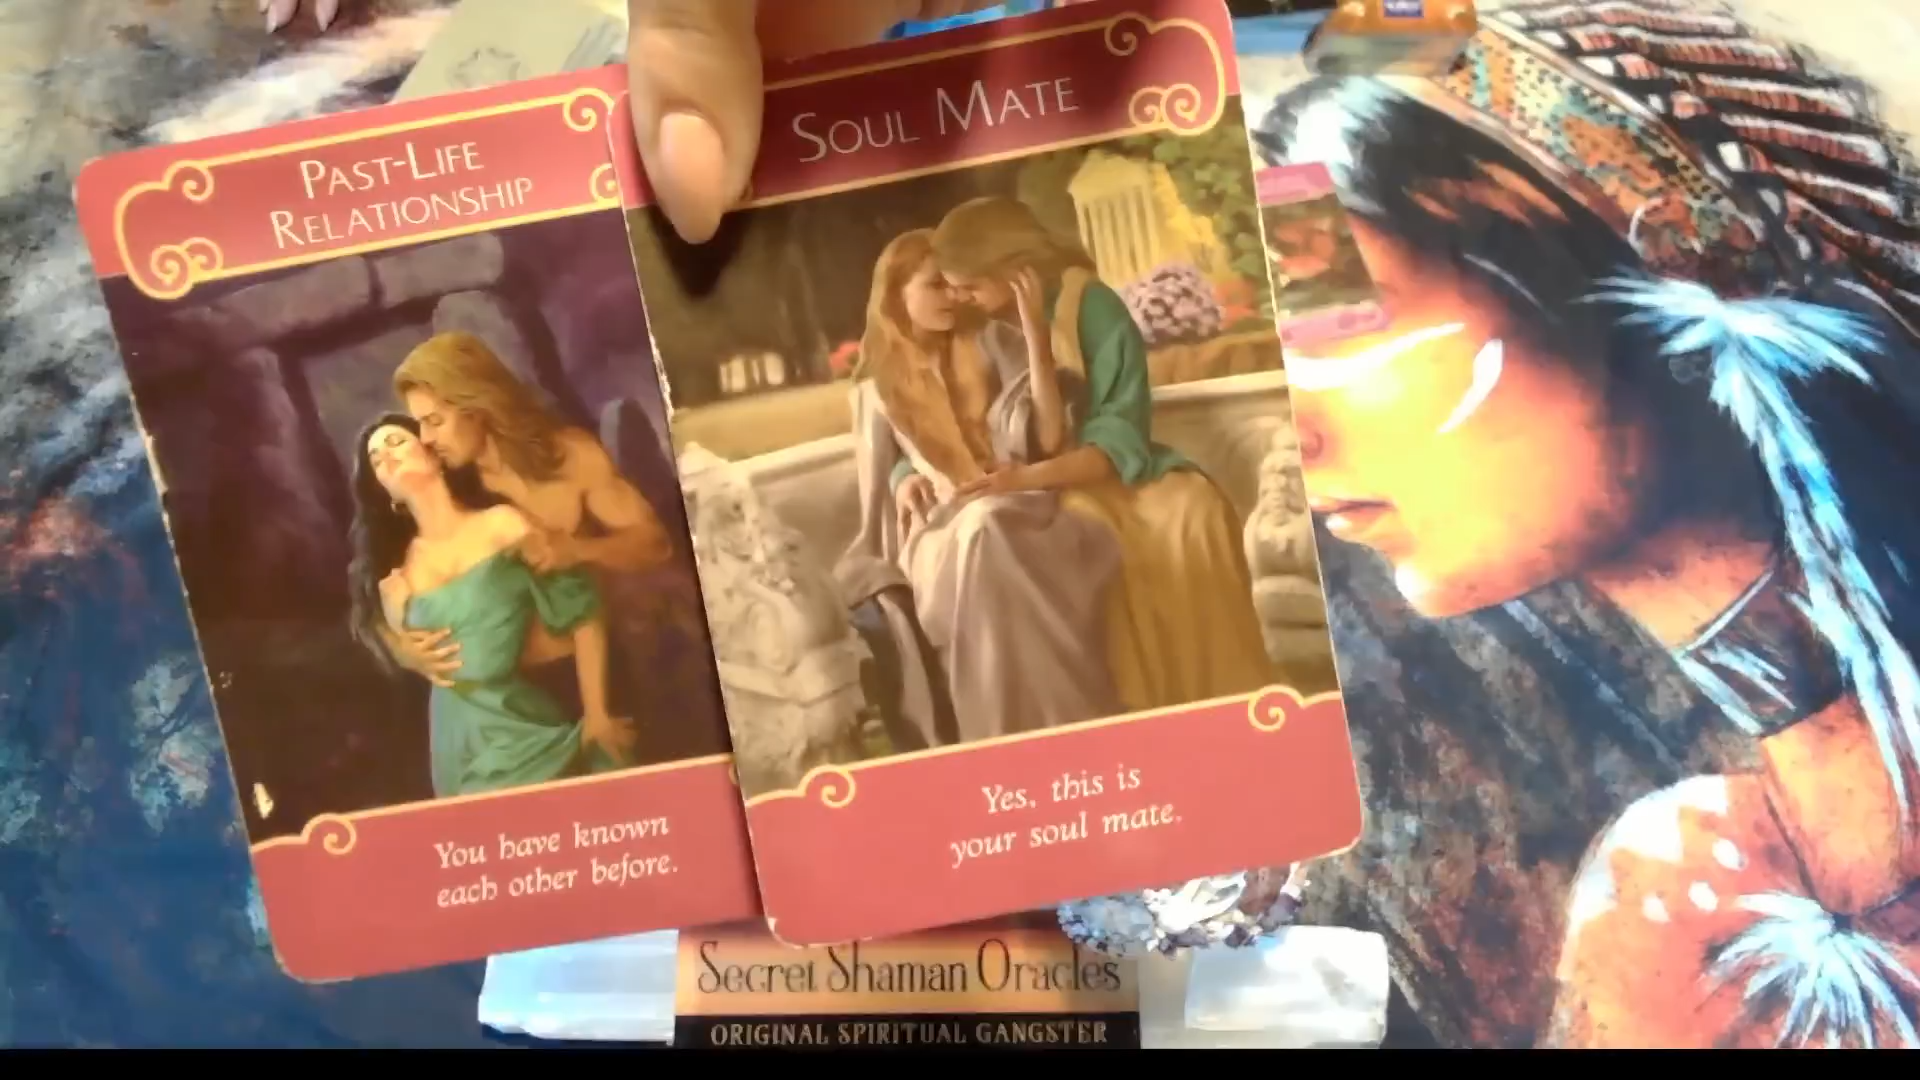 PAST-LIFE
RELATIONSHIP
SOUL MATE
You have known
each other before.
Yes, this is
your soul mate.
Secret Shaman Oracles
ORIGINAL SPIRITUAL GANGSTER